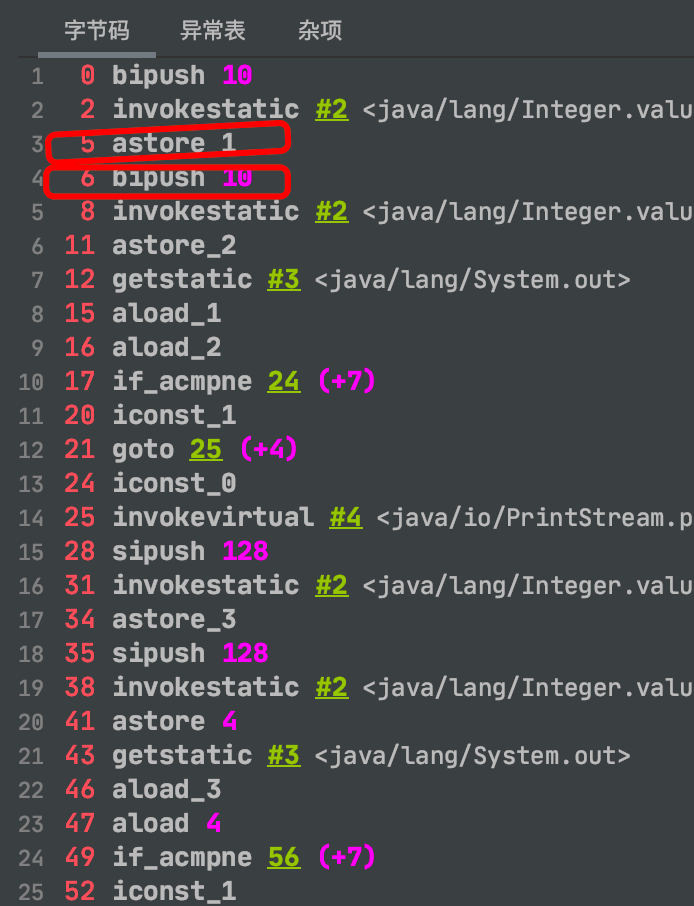 字节码 异常表 杂项
1 0 bipush 10
2 2 invokestatic #2 <java/lang/Integer.valu
3 5 astore_1
4 6 bipush 10
5 8 invokestatic #2 <java/lang/Integer.valu
6 11 astore_2
7 12 getstatic #3 <java/lang/System.out>
8 15 aload_1
9 16 aload_2
10 17 if_acmpne 24 (+7)
11 20 iconst_1
12 21 goto 25 (+4)
13 24 iconst_0
14 25 invokevirtual #4 <java/io/PrintStream.p
15 28 sipush 128
16 31 invokestatic #2 <java/lang/Integer.valu
17 34 astore_3
18 35 sipush 128
19 38 invokestatic #2 <java/lang/Integer.valu
20 41 astore 4
21 43 getstatic #3 <java/lang/System.out>
22 46 aload_3
23 47 aload 4
24 49 if_acmpne 56 (+7)
25 52 iconst_1